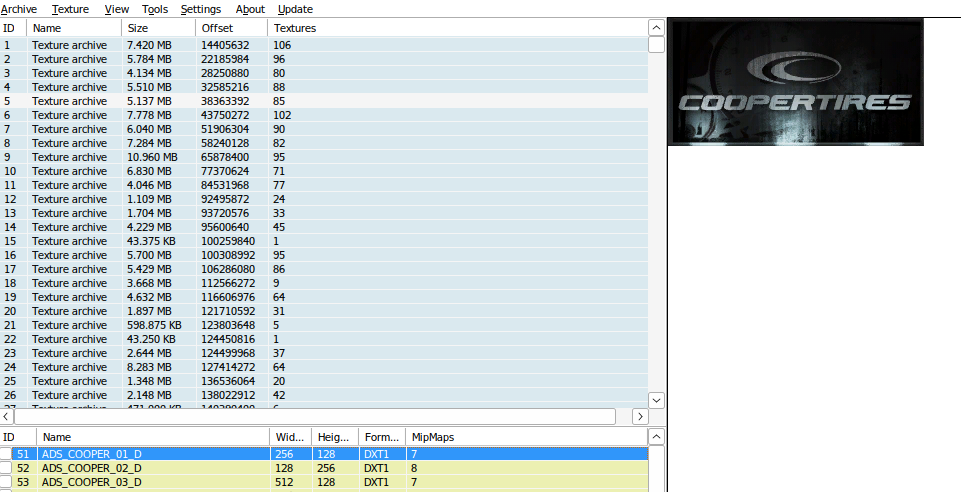 Archive Texture View Tools Settings About Update
ID Name Size Offset Textures
1 Texture archive 7.420 MB 14405632 106
2 Texture archive 5.784 MB 22185984 96
3 Texture archive 4.134 MB 28250880 80
4 Texture archive 5.510 MB 32585216 88
5 Texture archive 5.137 MB 38363392 85
6 Texture archive 7.778 MB 43750272 102
7 Texture archive 6.040 MB 51906304 90
8 Texture archive 7.284 MB 58240128 82
9 Texture archive 10.960 MB 65878400 95
10 Texture archive 6.830 MB 77370624 71
11 Texture archive 4.046 MB 84531968 77
12 Texture archive 1.109 MB 92495872 24
13 Texture archive 1.704 MB 93720576 33
14 Texture archive 4.229 MB 95600640 45
15 Texture archive 43.375 KB 100259840 1
16 Texture archive 5.700 MB 100308992 95
17 Texture archive 5.429 MB 106286080 86
18 Texture archive 3.668 MB 112566272 9
19 Texture archive 4.632 MB 116606976 64
20 Texture archive 1.897 MB 121710592 31
21 Texture archive 598.875 KB 123803648 5
22 Texture archive 43.250 KB 124450816 1
23 Texture archive 2.644 MB 124499968 37
24 Texture archive 8.283 MB 127414272 64
25 Texture archive 1.348 MB 136536064 20
26 Texture archive 2.148 MB 138022912 42
27 Texture archive
ID Name Wid... Heig... Form... MipMaps
51 ADS_COOPER_01_D 256 128 DXT1 7
52 ADS_COOPER_02_D 128 256 DXT1 8
53 ADS_COOPER_03_D 512 128 DXT1 7
COOPERTIRES